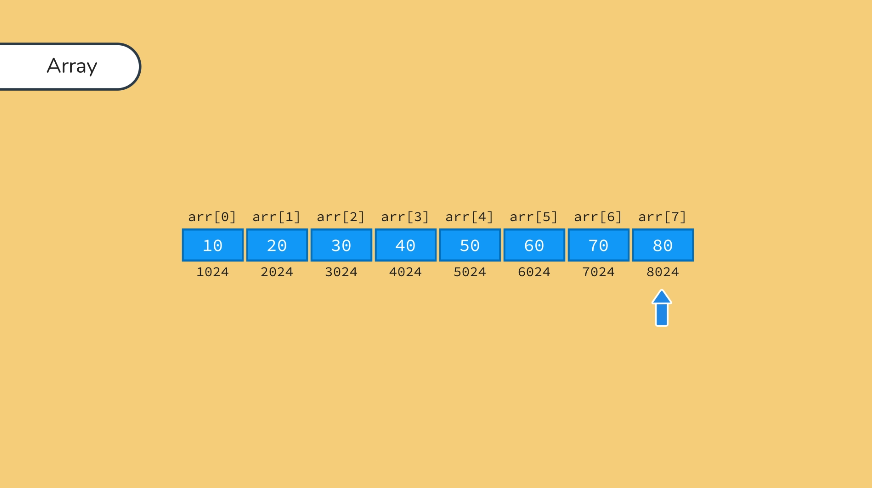 Array
arr[0] arr[1] arr[2] arr[3] arr[4] arr[5] arr[6] arr[7]
10 20 30 40 50 60 70 80
1024 2024 3024 4024 5024 6024 7024 8024